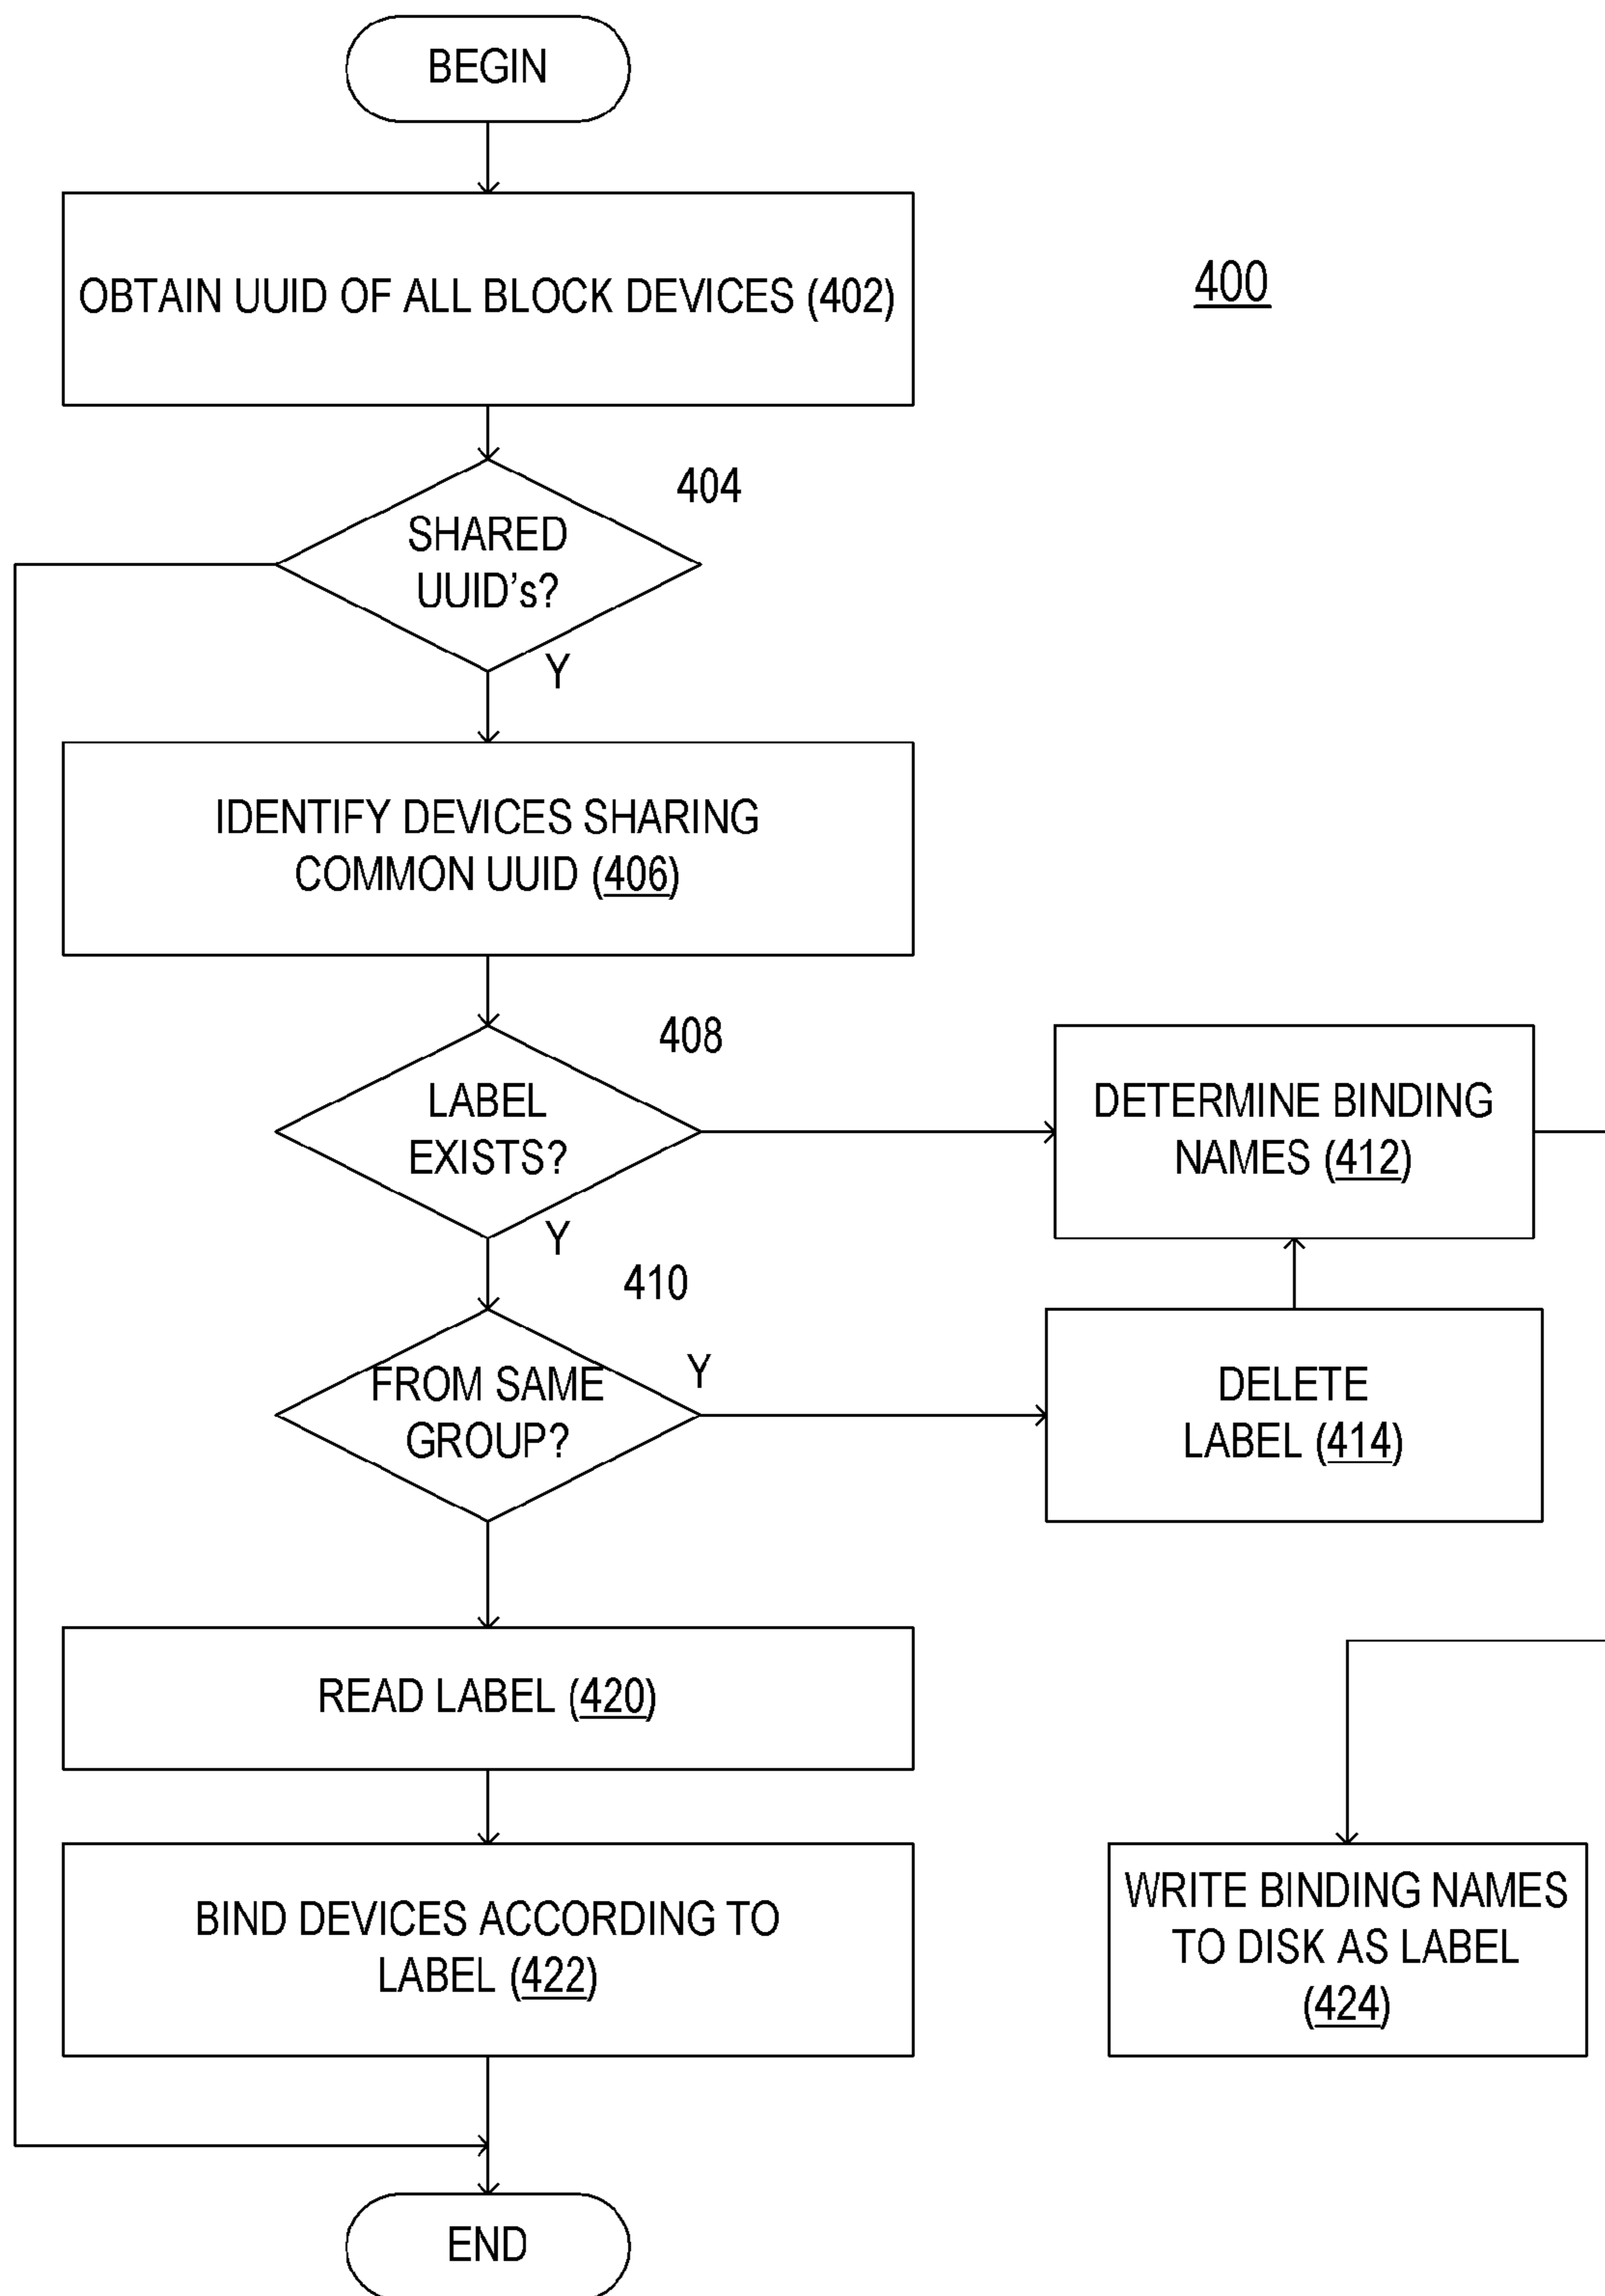 BEGIN
OBTAIN UUID OF ALL BLOCK DEVICES (402)
400
404
SHARED
UUID's?
Y
IDENTIFY DEVICES SHARING
COMMON UUID (406)
408
LABEL
EXISTS?
Y
DETERMINE BINDING
NAMES (412)
410
FROM SAME
GROUP?
Y
DELETE
LABEL (414)
READ LABEL (420)
BIND DEVICES ACCORDING TO
LABEL (422)
WRITE BINDING NAMES
TO DISK AS LABEL
(424)
END